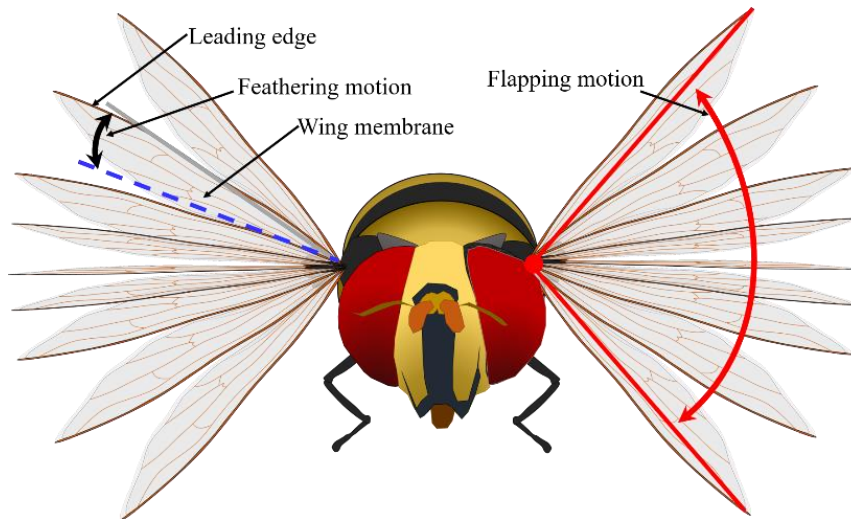 Leading edge
Feathering motion
Flapping motion
Wing membrane